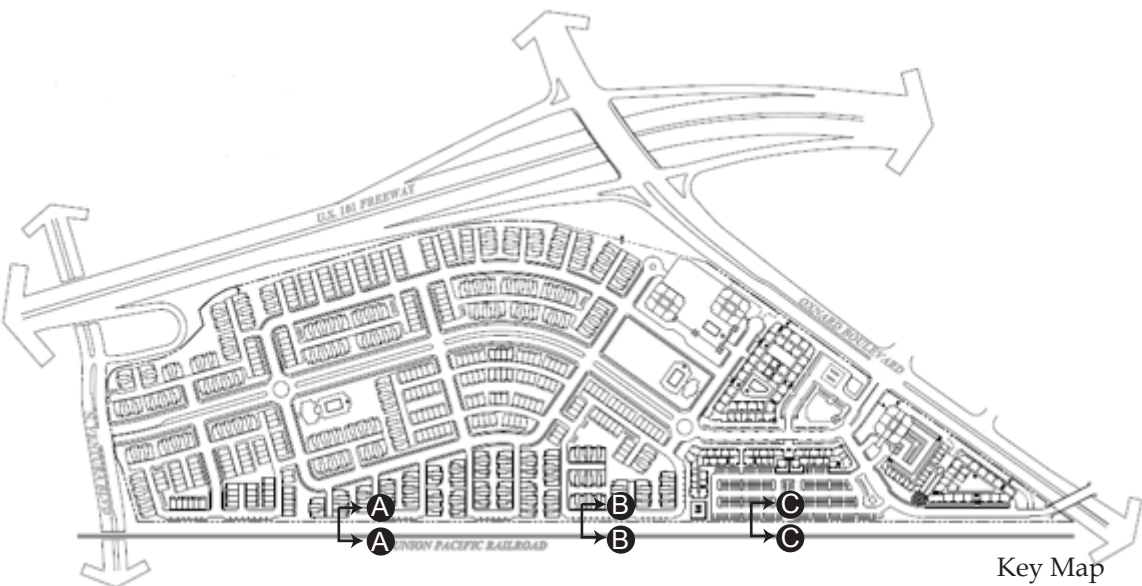 U.S. 101 FREEWAY
OXNARD BOULEVARD
A
B
C
A
B
C
UNION PACIFIC RAILROAD
Key Map